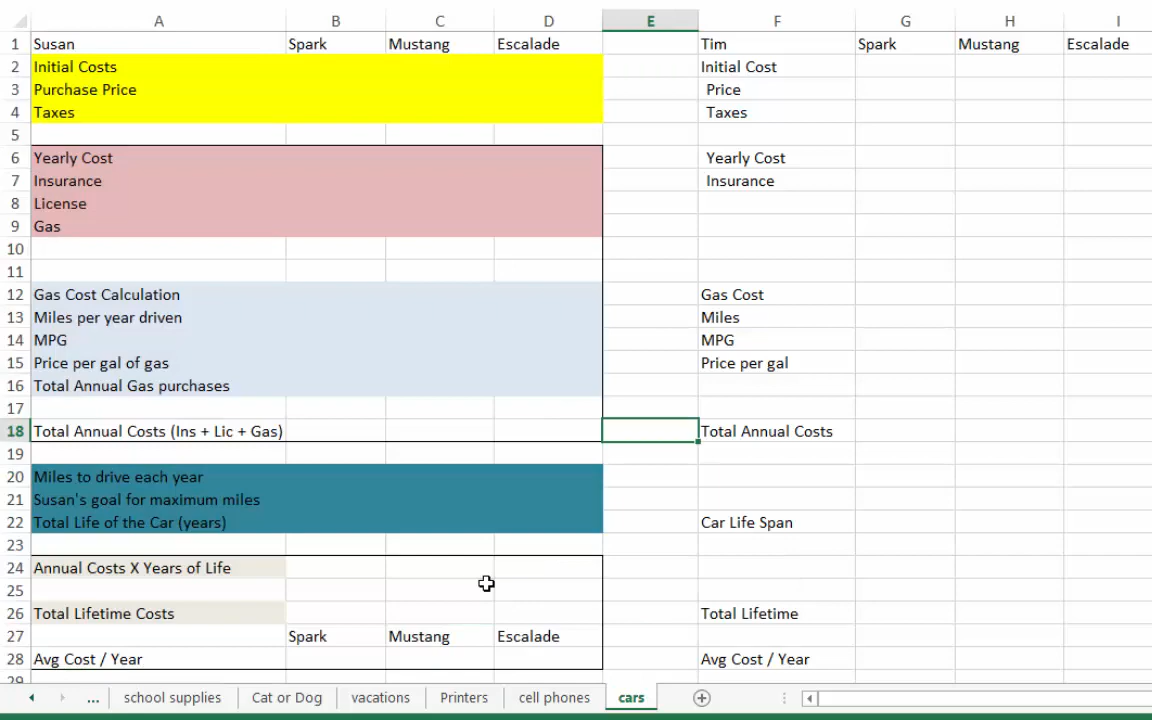 A B C D E F G H I
1 Susan Spark Mustang Escalade Tim Spark Mustang Escalade
2 Initial Costs Initial Cost
3 Purchase Price Price
4 Taxes Taxes
5
6 Yearly Cost Yearly Cost
7 Insurance Insurance
8 License
9 Gas
10
11
12 Gas Cost Calculation Gas Cost
13 Miles per year driven Miles
14 MPG MPG
15 Price per gal of gas Price per gal
16 Total Annual Gas purchases
17
18 Total Annual Costs (Ins + Lic + Gas) Total Annual Costs
19
20 Miles to drive each year
21 Susan's goal for maximum miles
22 Total Life of the Car (years) Car Life Span
23
24 Annual Costs X Years of Life
25
26 Total Lifetime Costs Total Lifetime
27 Spark Mustang Escalade
28 Avg Cost / Year Avg Cost / Year
29
... school supplies Cat or Dog vacations Printers cell phones cars